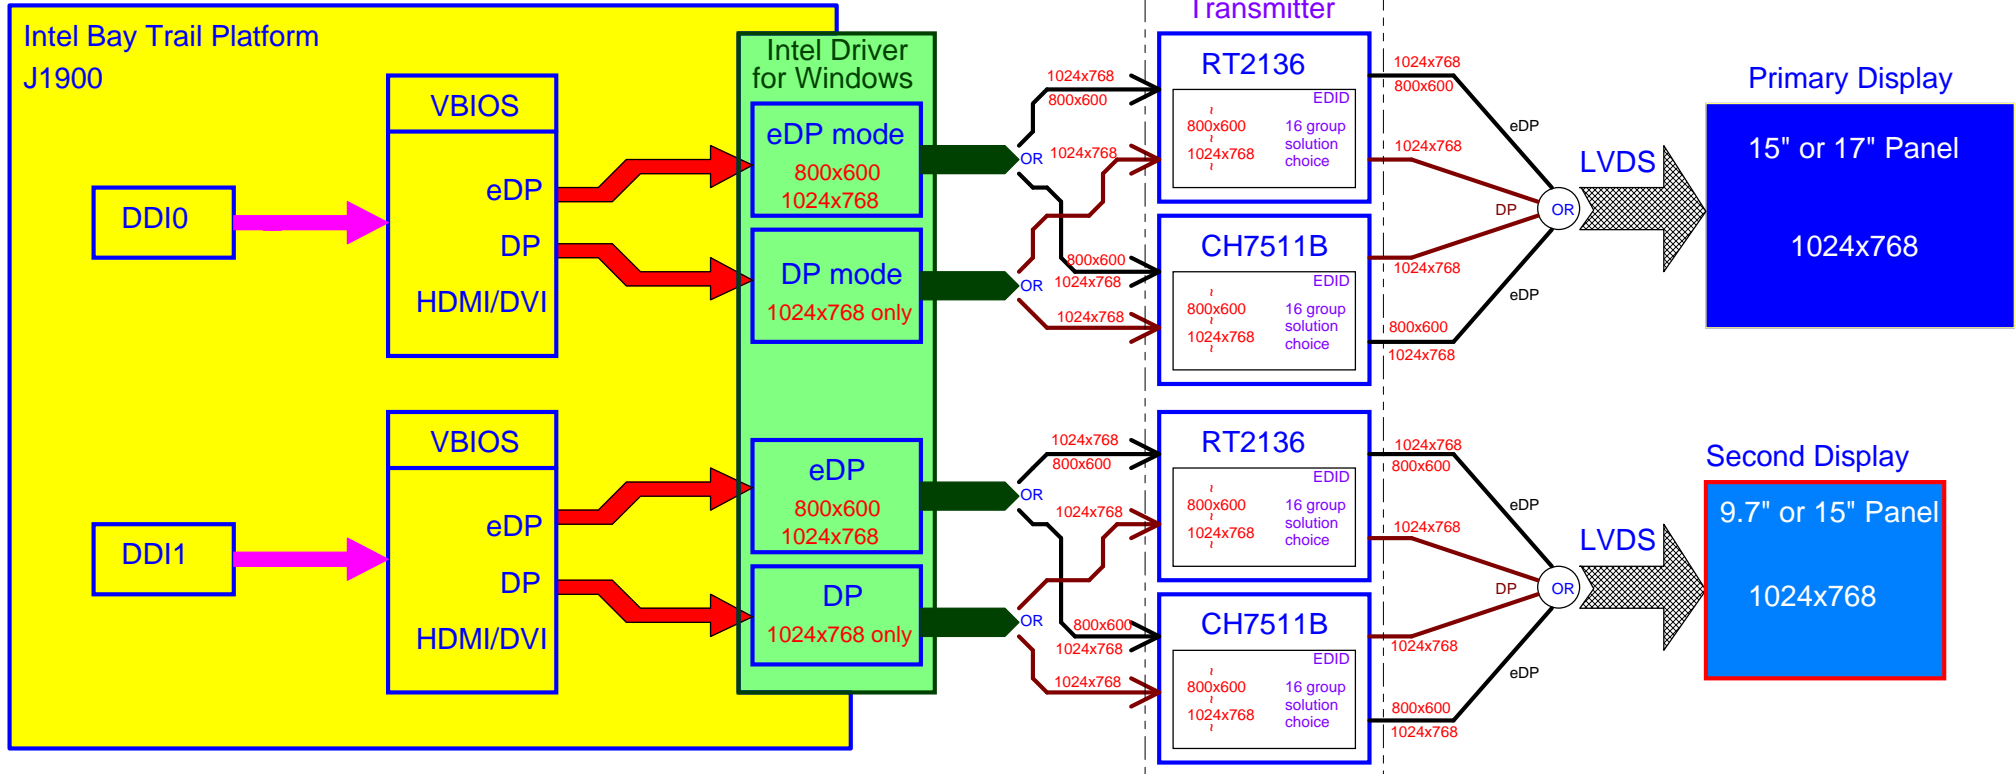 Transmitter
Intel Bay Trail Platform
J1900
VBIOS
DDI0
eDP
DP
HDMI/DVI
Intel Driver
for Windows
eDP mode
800x600
1024x768
DP mode
1024x768 only
OR
OR
1024x768
800x600
1024x768
800x600
1024x768
1024x768
RT2136
EDID
~
800x600
~
1024x768
~
16 group
solution
choice
CH7511B
EDID
~
800x600
~
1024x768
~
16 group
solution
choice
1024x768
800x600
1024x768
1024x768
800x600
1024x768
eDP
DP
OR
eDP
LVDS
Primary Display
15" or 17" Panel
1024x768
VBIOS
DDI1
eDP
DP
HDMI/DVI
eDP
800x600
1024x768
DP
1024x768 only
OR
OR
1024x768
800x600
1024x768
800x600
1024x768
1024x768
RT2136
EDID
~
800x600
~
1024x768
~
16 group
solution
choice
CH7511B
EDID
~
800x600
~
1024x768
~
16 group
solution
choice
1024x768
800x600
1024x768
1024x768
800x600
1024x768
eDP
DP
OR
eDP
LVDS
Second Display
9.7" or 15" Panel
1024x768